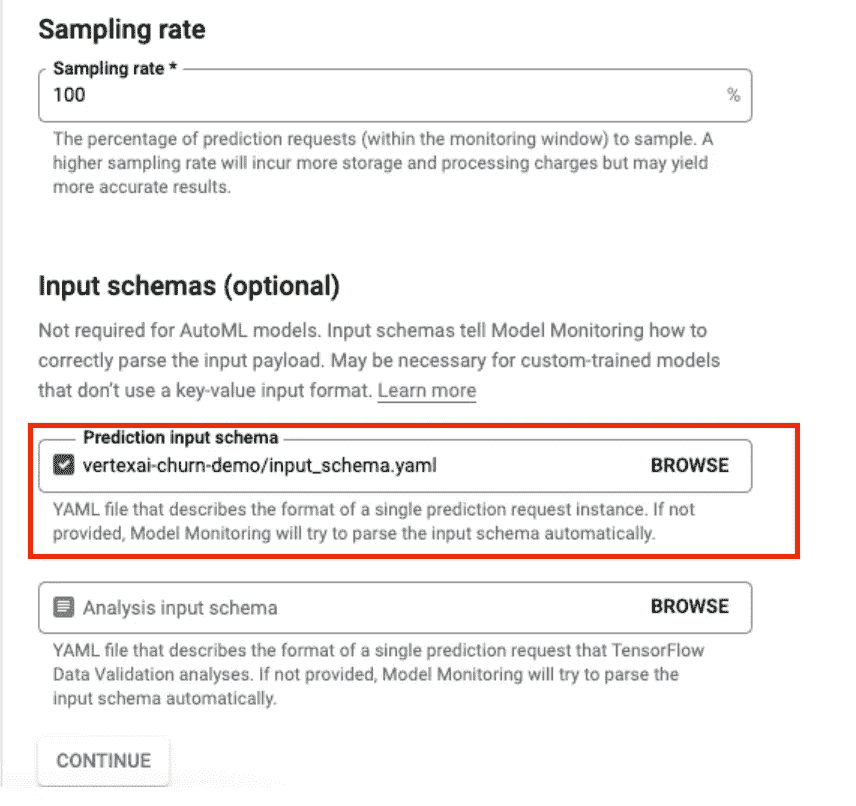 Sampling rate
Sampling rate *
100 %
The percentage of prediction requests (within the monitoring window) to sample. A
higher sampling rate will incur more storage and processing charges but may yield
more accurate results.
Input schemas (optional)
Not required for AutoML models. Input schemas tell Model Monitoring how to
correctly parse the input payload. May be necessary for custom-trained models
that don't use a key-value input format. Learn more
Prediction input schema
vertexai-churn-demo/input_schema.yaml BROWSE
YAML file that describes the format of a single prediction request instance. If not
provided, Model Monitoring will try to parse the input schema automatically.
Analysis input schema BROWSE
YAML file that describes the format of a single prediction request that TensorFlow
Data Validation analyses. If not provided, Model Monitoring will try to parse the
input schema automatically.
CONTINUE